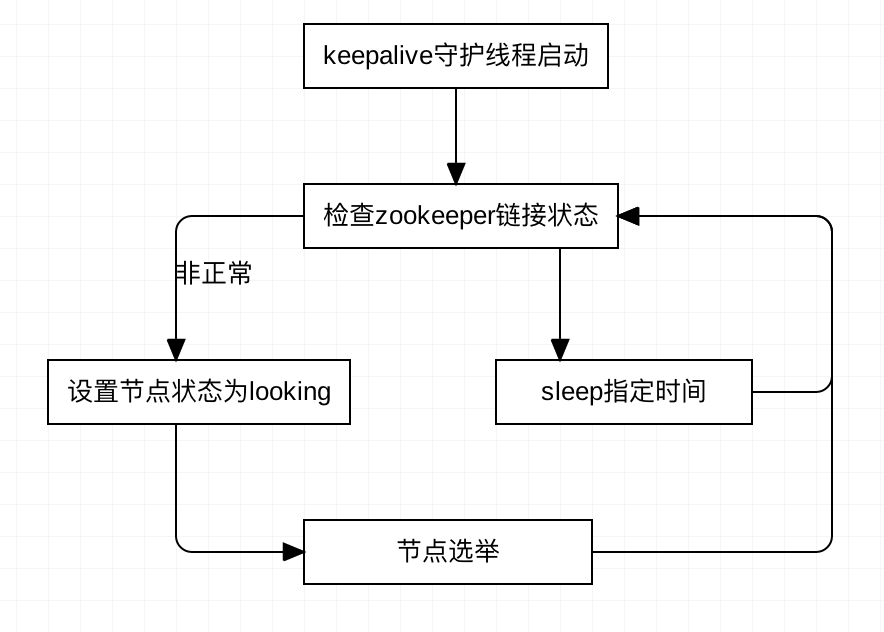 keepalive守护线程启动
检查zookeeper链接状态
非正常
设置节点状态为looking
sleep指定时间
节点选举